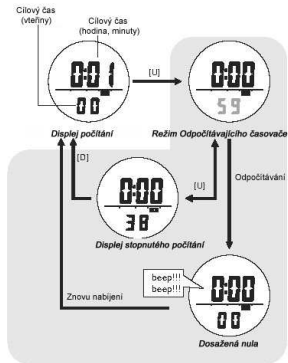 Cílový čas
(vteřiny)
Cílový čas
(hodina, minuty)
0:01
00
[U]
0:00
59
Displej počítání
Režim Odpočítávajícího časovače
[D]
[U]
0:00
38
Odpočítávání
Displej stopnutého počítání
beep!!!
beep!!!
0:00
00
Znovu nabíjení
Dosažená nula